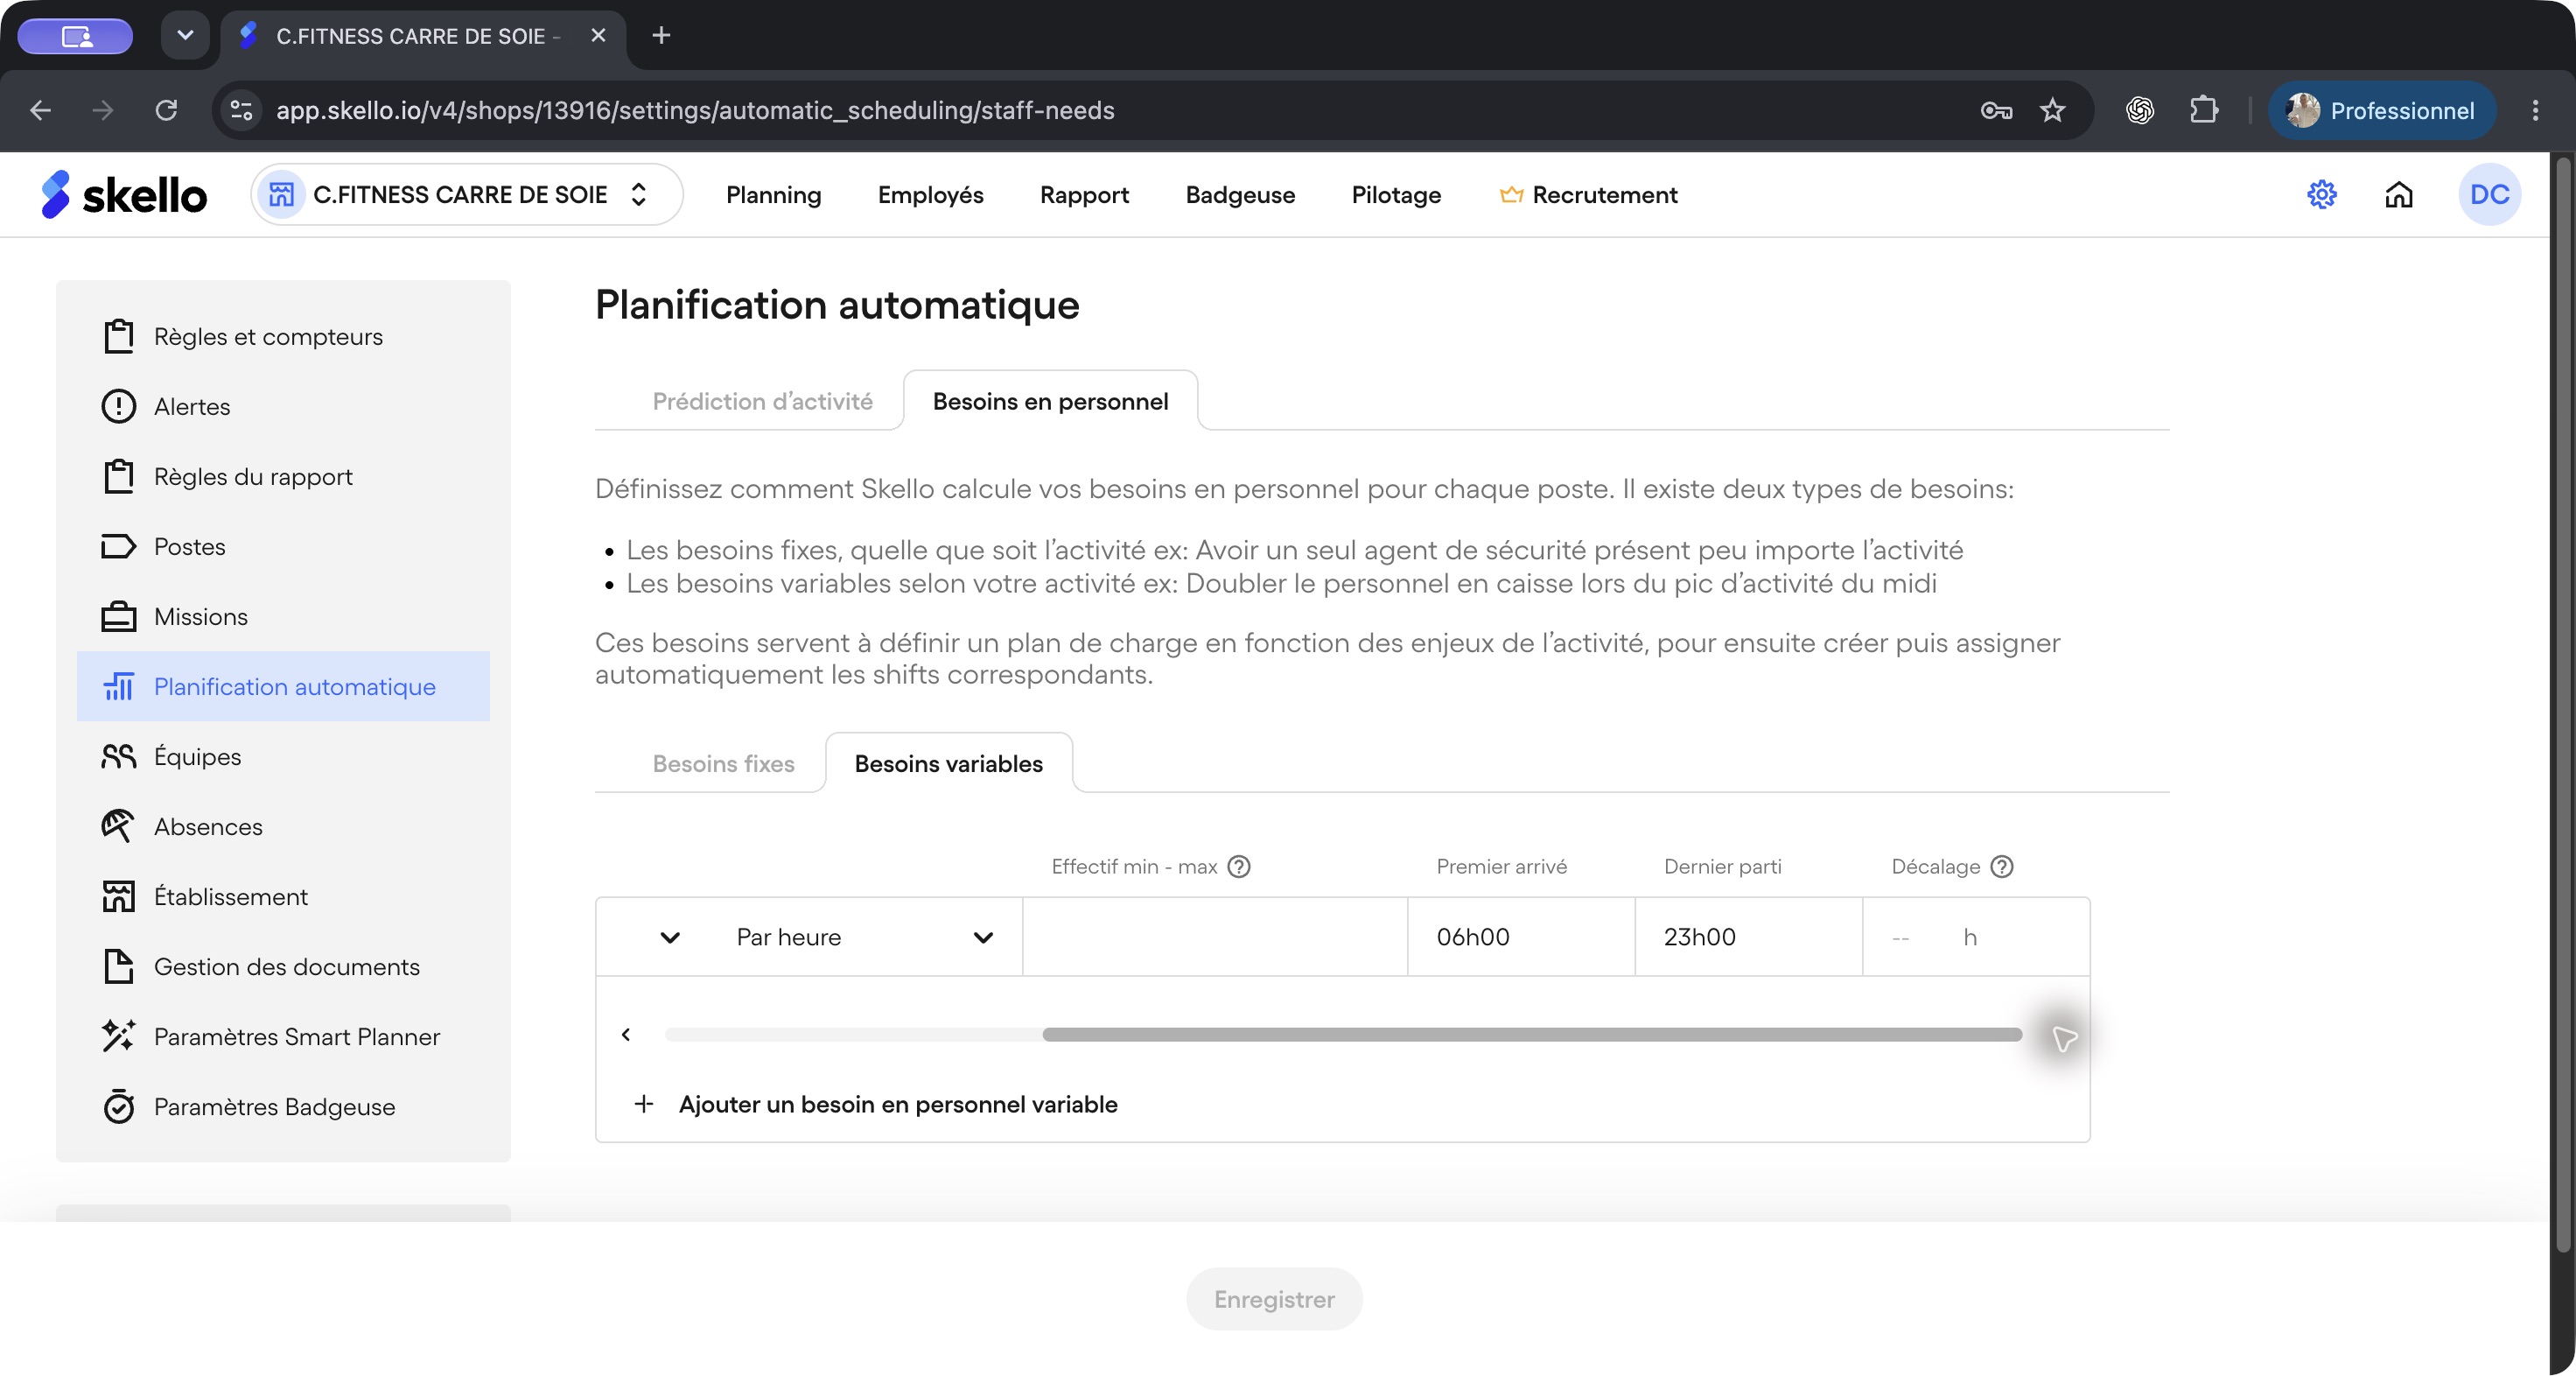 C.FITNESS CARRE DE SOIE -
app.skello.io/v4/shops/13916/settings/automatic_scheduling/staff-needs
Professionnel
skello
C.FITNESS CARRE DE SOIE
Planning
Employés
Rapport
Badgeuse
Pilotage
Recrutement
DC
Règles et compteurs
Alertes
Règles du rapport
Postes
Missions
Planification automatique
Équipes
Absences
Établissement
Gestion des documents
Paramètres Smart Planner
Paramètres Badgeuse
Planification automatique
Prédiction d’activité
Besoins en personnel
Définissez comment Skello calcule vos besoins en personnel pour chaque poste. Il existe deux types de besoins:
• Les besoins fixes, quelle que soit l’activité ex: Avoir un seul agent de sécurité présent peu importe l’activité
• Les besoins variables selon votre activité ex: Doubler le personnel en caisse lors du pic d’activité du midi
Ces besoins servent à définir un plan de charge en fonction des enjeux de l’activité, pour ensuite créer puis assigner
automatiquement les shifts correspondants.
Besoins fixes
Besoins variables
Effectif min - max
Premier arrivé
Dernier parti
Décalage
Par heure
06h00
23h00
-- h
+ Ajouter un besoin en personnel variable
Enregistrer